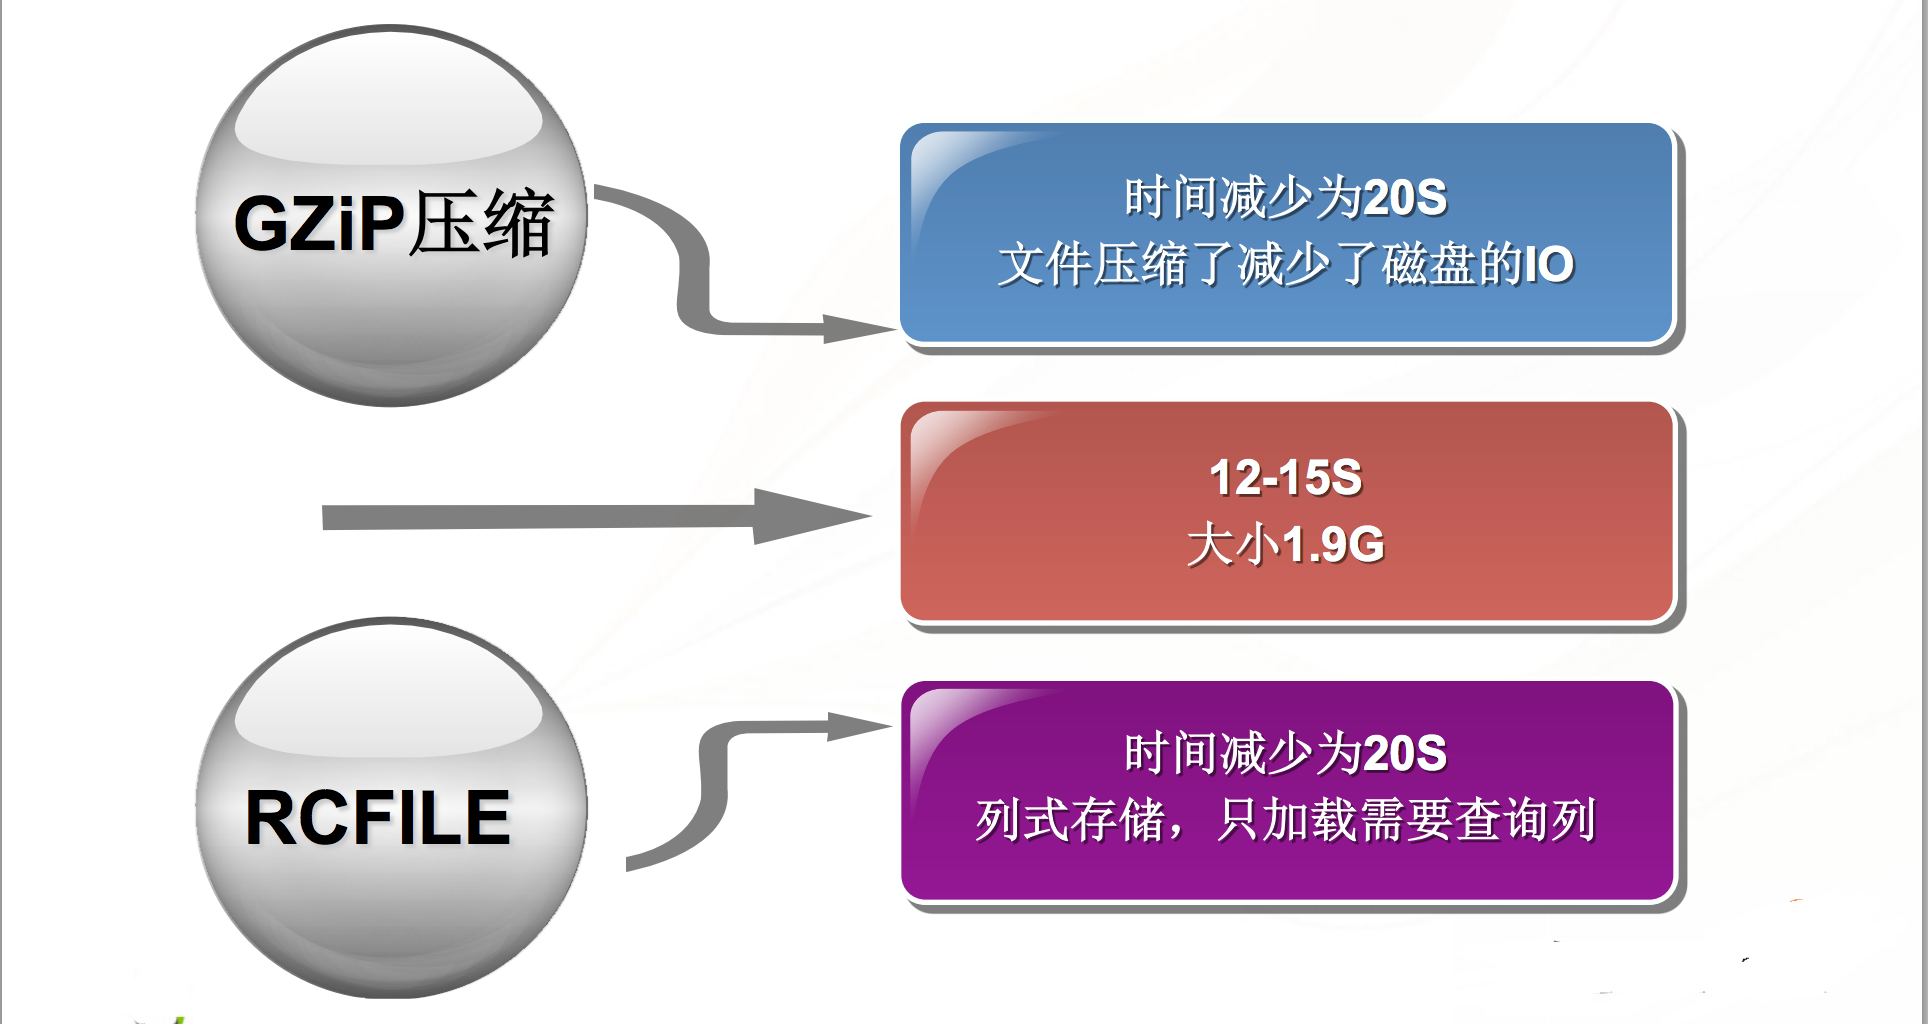 GZiP压缩
时间减少为20S
文件压缩了减少了磁盘的IO
12-15S
大小1.9G
RCFILE
时间减少为20S
列式存储，只加载需要查询列